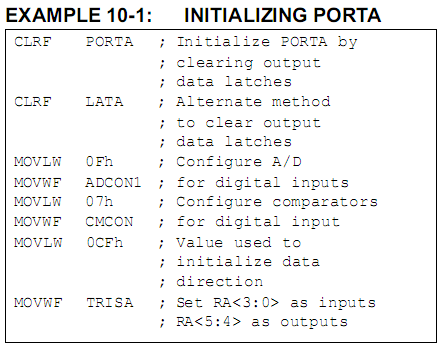 EXAMPLE 10-1: INITIALIZING PORTA
CLRF PORTA ; Initialize PORTA by
; clearing output
; data latches
CLRF LATA ; Alternate method
; to clear output
; data latches
MOVLW 0Fh ; Configure A/D
MOVWF ADCON1 ; for digital inputs
MOVLW 07h ; Configure comparators
MOVWF CMCON ; for digital input
MOVLW 0CFh ; Value used to
; initialize data
; direction
MOVWF TRISA ; Set RA<3:0> as inputs
; RA<5:4> as outputs